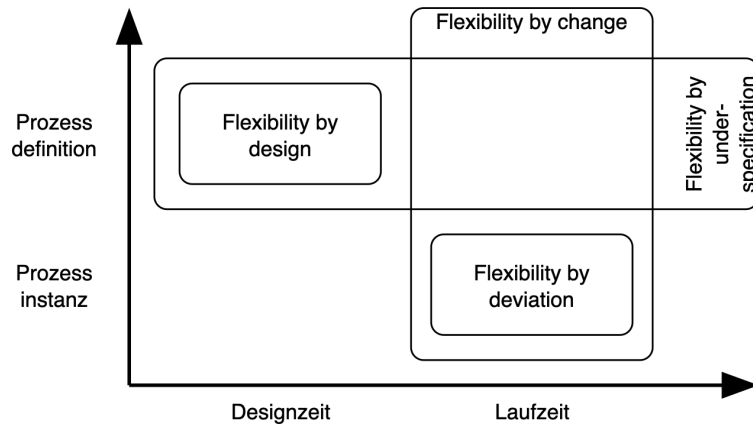 Flexibility by change
Prozess
definition
Flexibility by
design
Flexibility by
under-
specification
Prozess
instanz
Flexibility by
deviation
Designzeit
Laufzeit